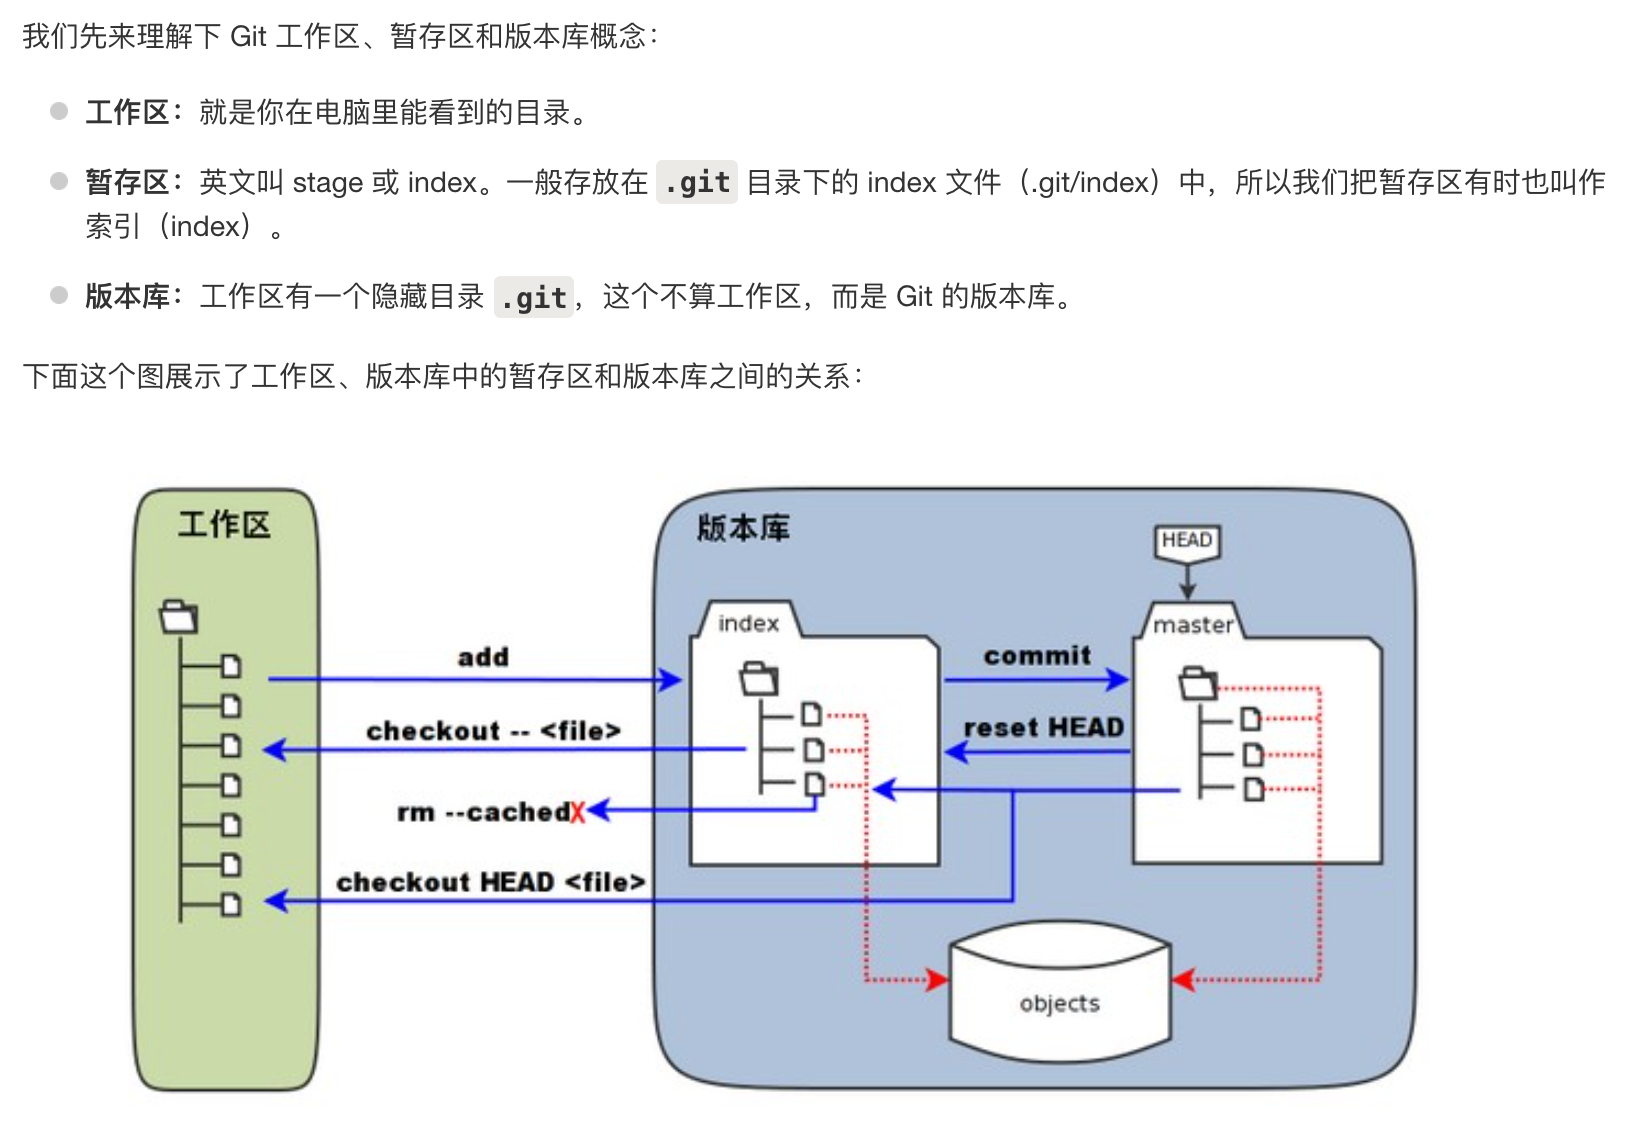 我们先来理解下 Git 工作区、暂存区和版本库概念：
工作区：就是你在电脑里能看到的目录。
暂存区：英文叫 stage 或 index。一般存放在 .git 目录下的 index 文件（.git/index）中，所以我们把暂存区有时也叫作
索引（index）。
版本库：工作区有一个隐藏目录 .git，这个不算工作区，而是 Git 的版本库。
下面这个图展示了工作区、版本库中的暂存区和版本库之间的关系：
工作区
版本库
HEAD
index
master
add
commit
checkout -- <file>
reset HEAD
rm --cachedX
checkout HEAD <file>
objects